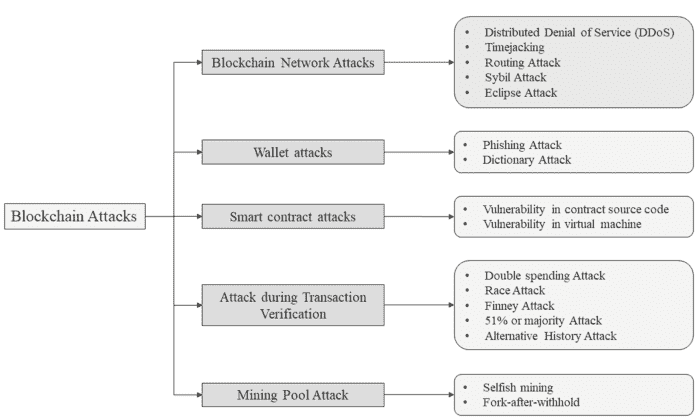 Blockchain Attacks
Blockchain Network Attacks
Distributed Denial of Service (DDoS)
Timejacking
Routing Attack
Sybil Attack
Eclipse Attack
Wallet attacks
Phishing Attack
Dictionary Attack
Smart contract attacks
Vulnerability in contract source code
Vulnerability in virtual machine
Attack during Transaction
Verification
Double spending Attack
Race Attack
Finney Attack
51% or majority Attack
Alternative History Attack
Mining Pool Attack
Selfish mining
Fork-after-withhold